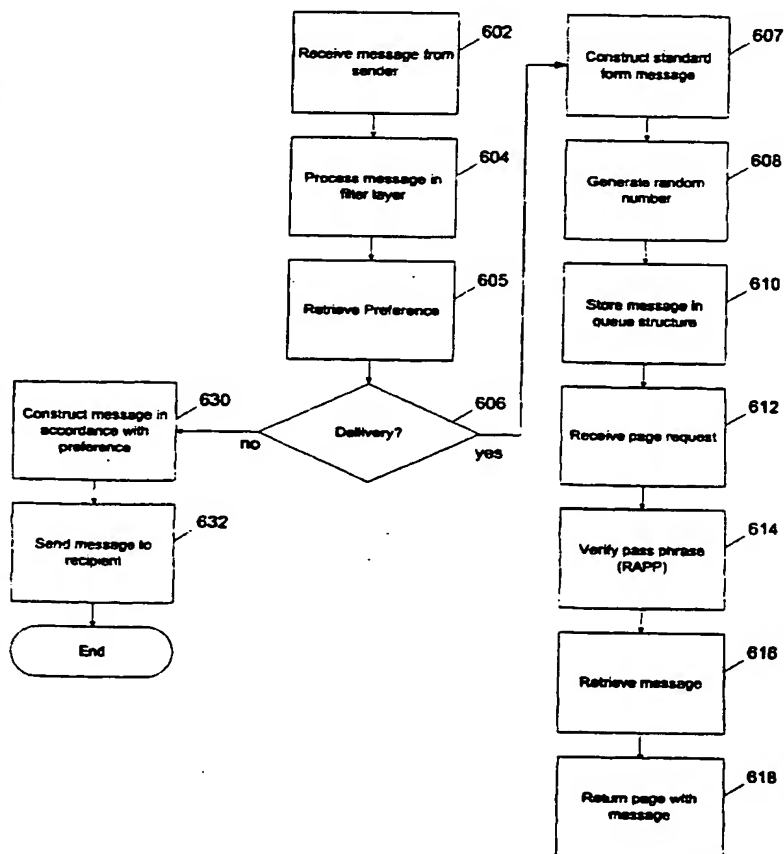 602
Receive message from
sender
604
Process message in
filter layer
605
Retrieve Preference
606
Dellivery?
no
yes
630
Construct message in
accordance with
preference
632
Send message to
recipient
End
607
Construct standard
form message
608
Generate random
number
610
Store message in
queue structure
612
Receive page request
614
Verify pass phrase
(RAPP)
616
Retrieve message
618
Return page with
message